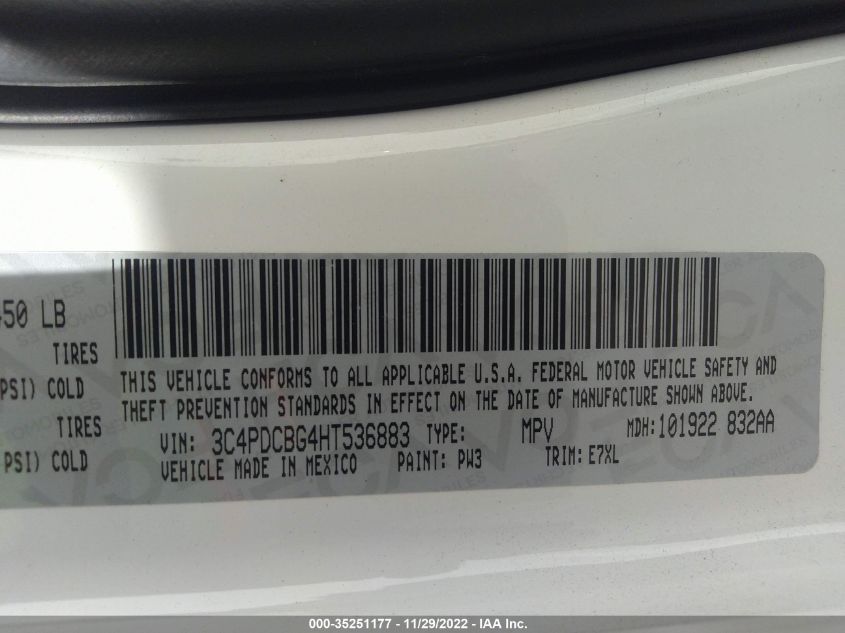 450 LB
TIRES
PSI) COLD
TIRES
PSI) COLD
THIS VEHICLE CONFORMS TO ALL APPLICABLE U.S.A. FEDERAL MOTOR VEHICLE SAFETY AND
THEFT PREVENTION STANDARDS IN EFFECT ON THE DATE OF MANUFACTURE SHOWN ABOVE.
VIN: 3C4PDCBG4HT536883 TYPE: MPV MDH:101922 832AA
VEHICLE MADE IN MEXICO PAINT: PW3 TRIM: E7XL
000-35251177 - 11/29/2022 - IAA Inc.